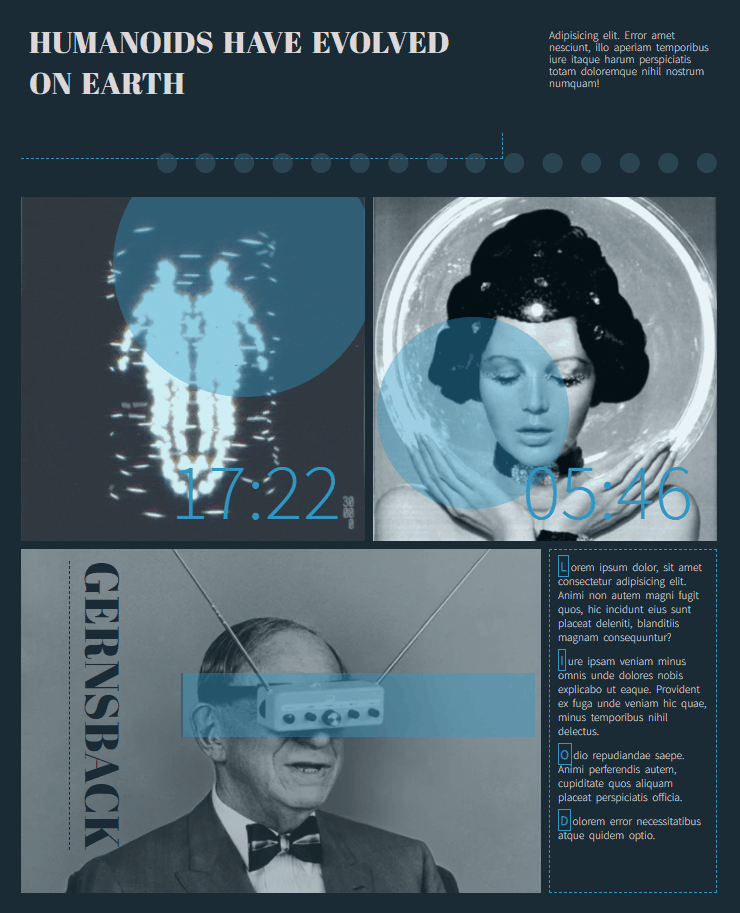 HUMANOIDS HAVE EVOLVED
ON EARTH
Adipisicing elit. Error amet
nesciunt, illo aperiam temporibus
iure itaque harum perspiciatis
totam doloremque nihil nostrum
numquam!
17:22
05:46
GERNSBACK
Lorem ipsum dolor, sit amet
consectetur adipisicing elit.
Animi non autem magni fugit
quos, hic incidunt eius sunt
placeat deleniti, blanditiis
magnam consequuntur?
Iure ipsam veniam minus
omnis unde dolores nobis
explicabo ut eaque. Provident
ex fuga unde veniam hic quae,
minus temporibus nihil
delectus.
Odio repudiandae saepe.
Animi perferendis autem,
cupiditate quos aliquam
placeat perspiciatis officia.
Dolorem error necessitatibus
atque quidem optio.